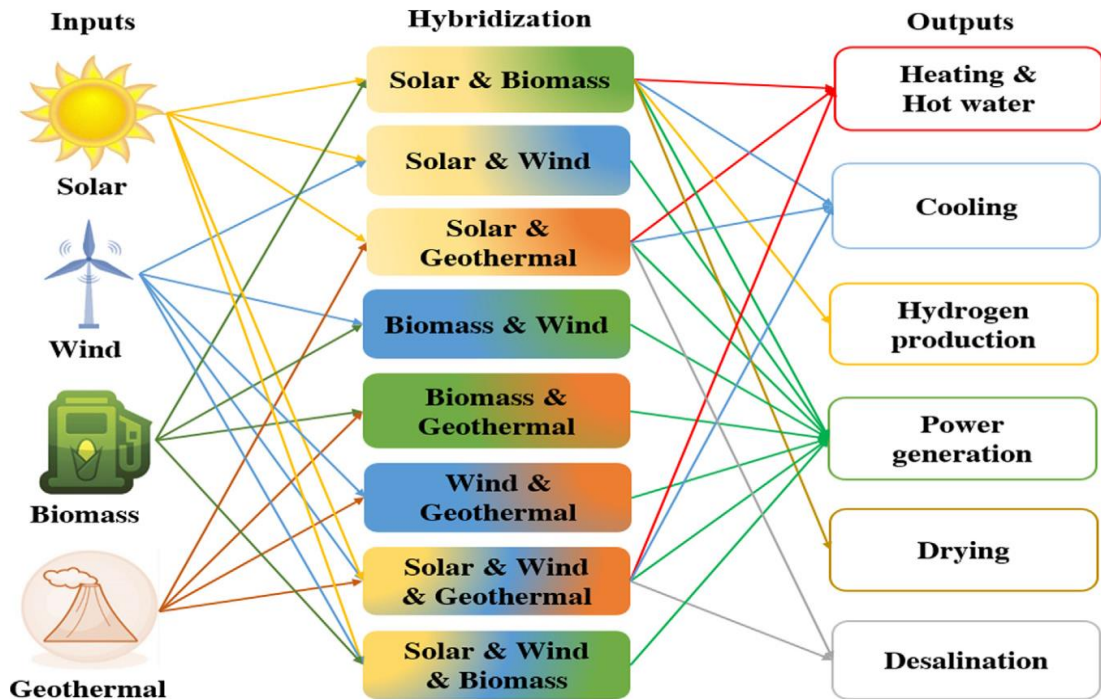 Inputs
Hybridization
Outputs
Solar
Wind
Biomass
Geothermal
Solar & Biomass
Solar & Wind
Solar &
Geothermal
Biomass & Wind
Biomass &
Geothermal
Wind &
Geothermal
Solar & Wind
& Geothermal
Solar & Wind
& Biomass
Heating &
Hot water
Cooling
Hydrogen
production
Power
generation
Drying
Desalination